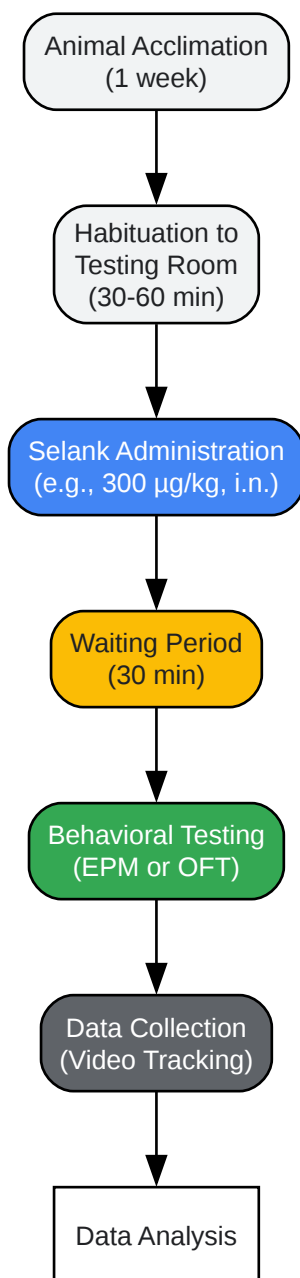 Animal Acclimation
(1 week)
Habituation to
Testing Room
(30-60 min)
Selank Administration
(e.g., 300 µg/kg, i.n.)
Waiting Period
(30 min)
Behavioral Testing
(EPM or OFT)
Data Collection
(Video Tracking)
Data Analysis